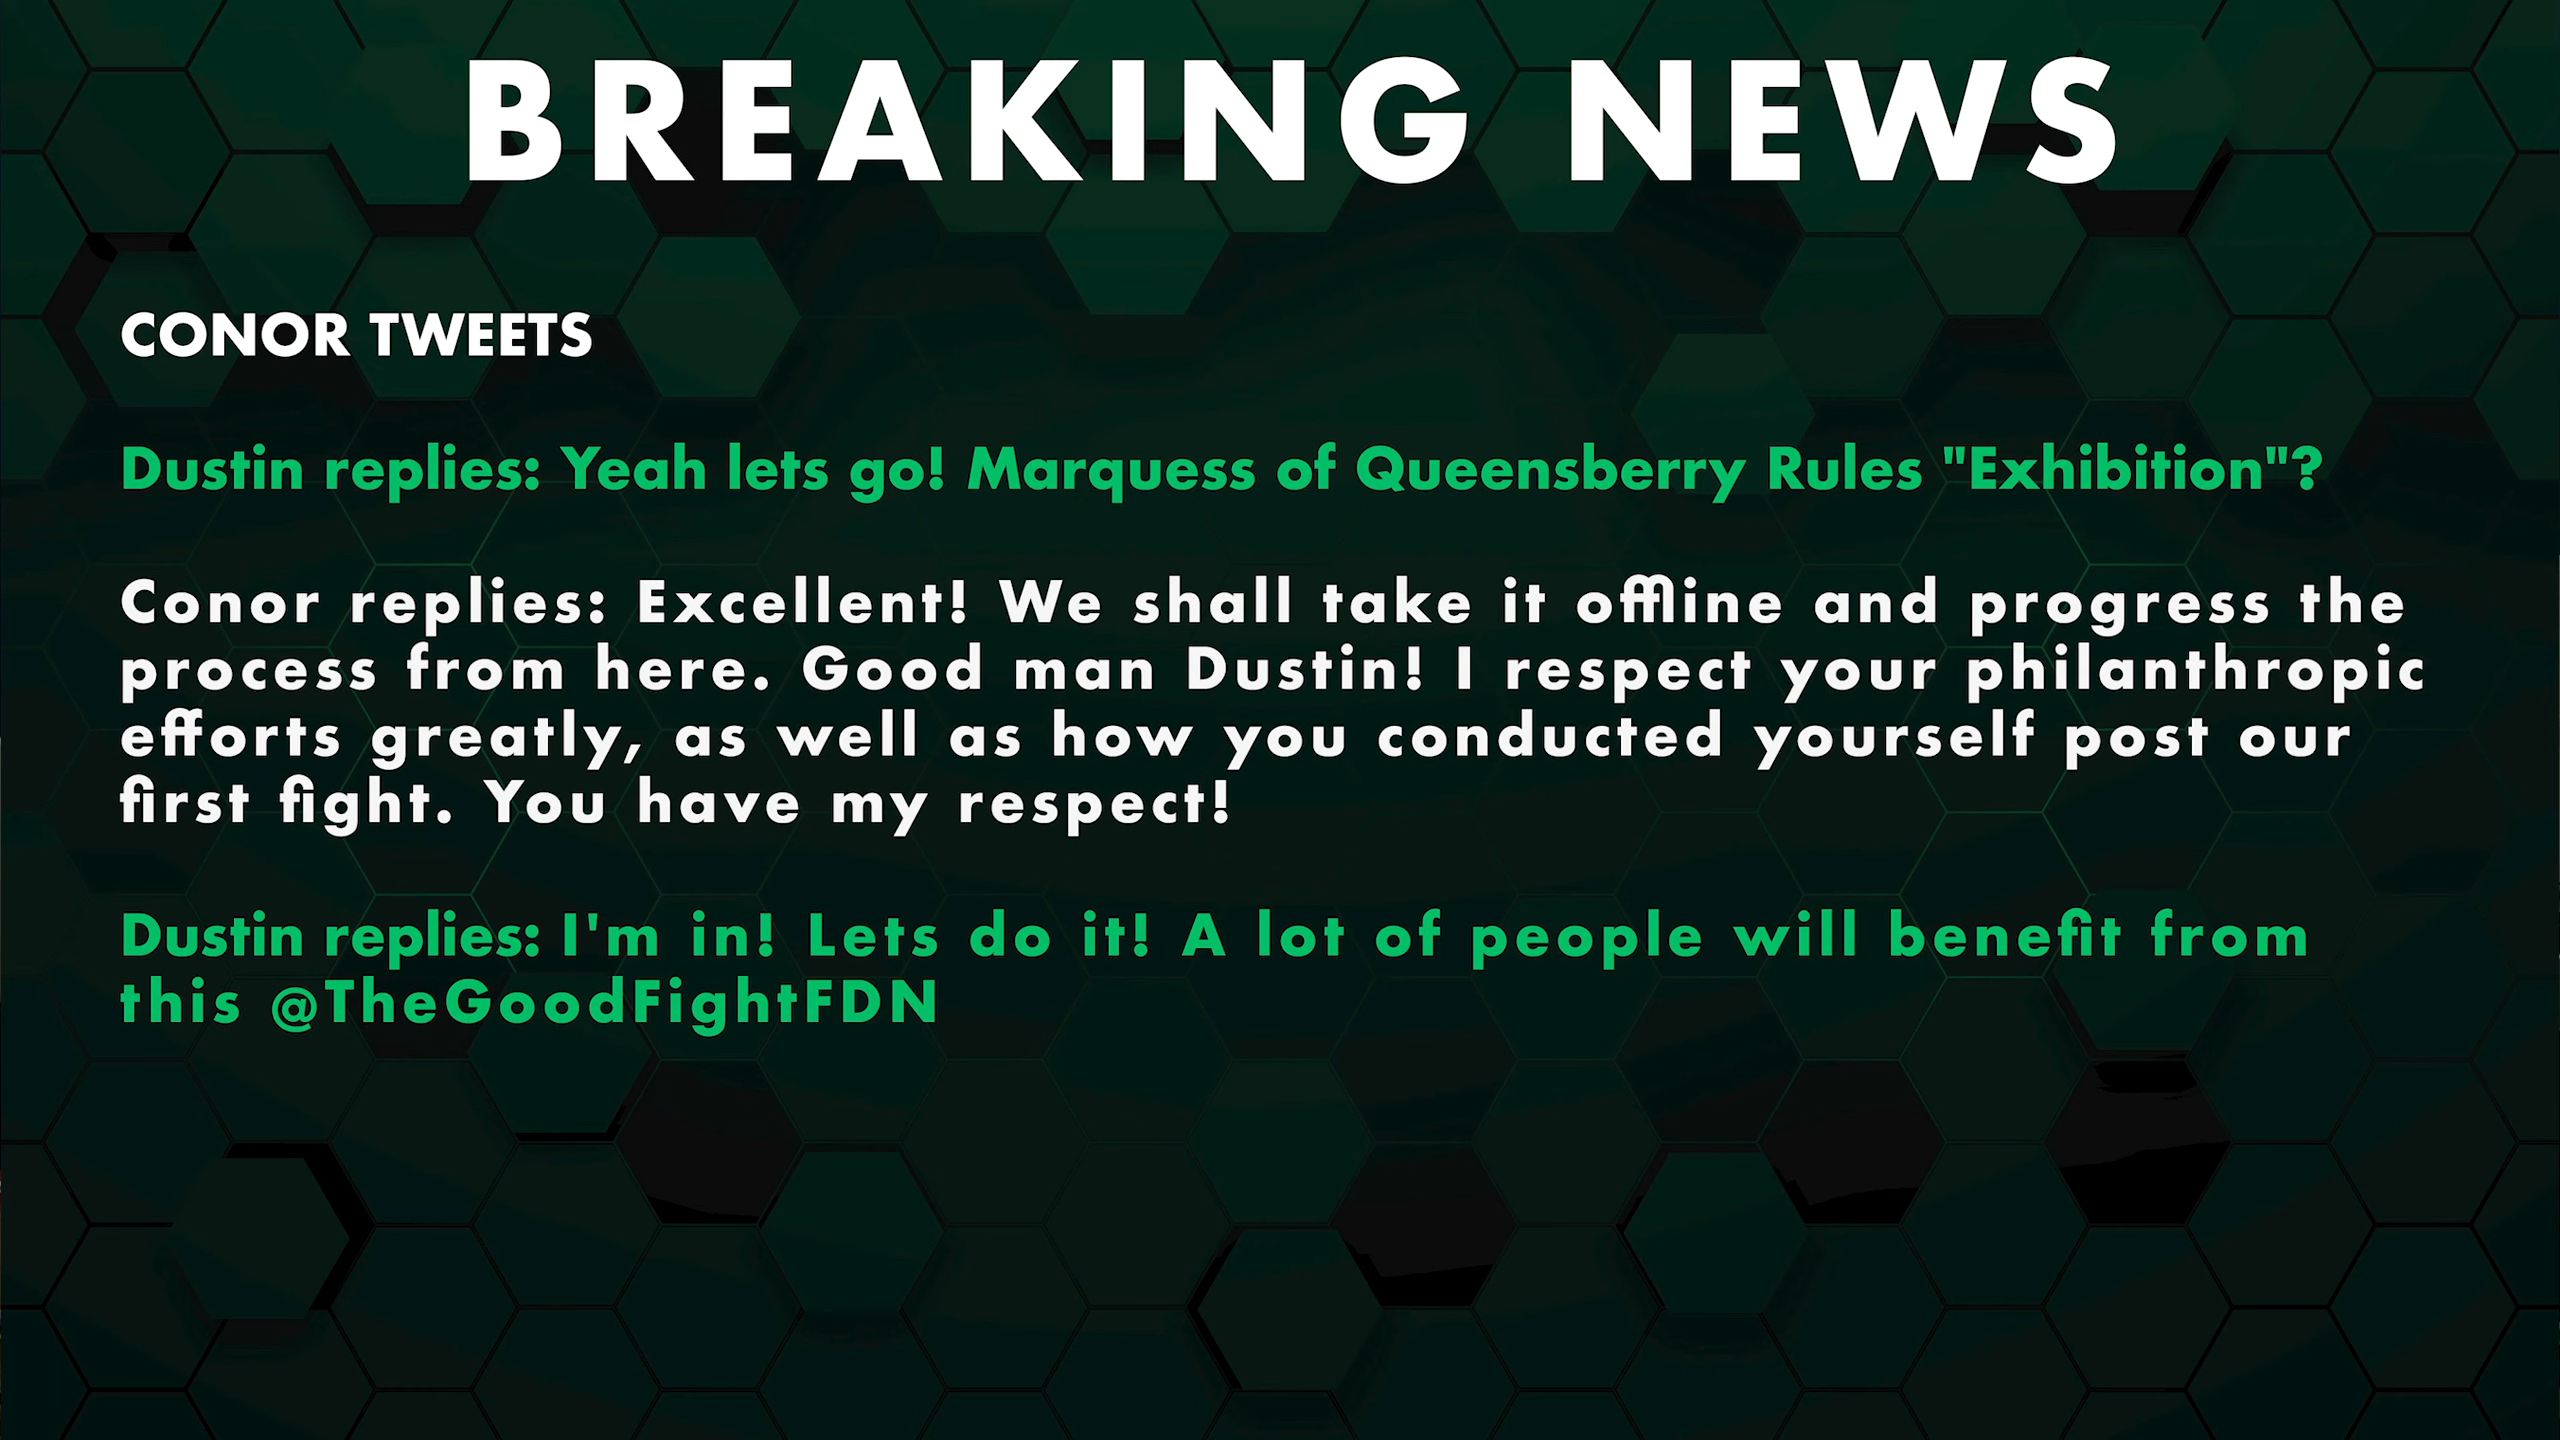 BREAKING NEWS
CONOR TWEETS
Dustin replies: Yeah lets go! Marquess of Queensberry Rules "Exhibition"?
Conor replies: Excellent! We shall take it offline and progress the
process from here. Good man Dustin! I respect your philanthropic
efforts greatly, as well as how you conducted yourself post our
first fight. You have my respect!
Dustin replies: I'm in! Lets do it! A lot of people will benefit from
this @TheGoodFightFDN